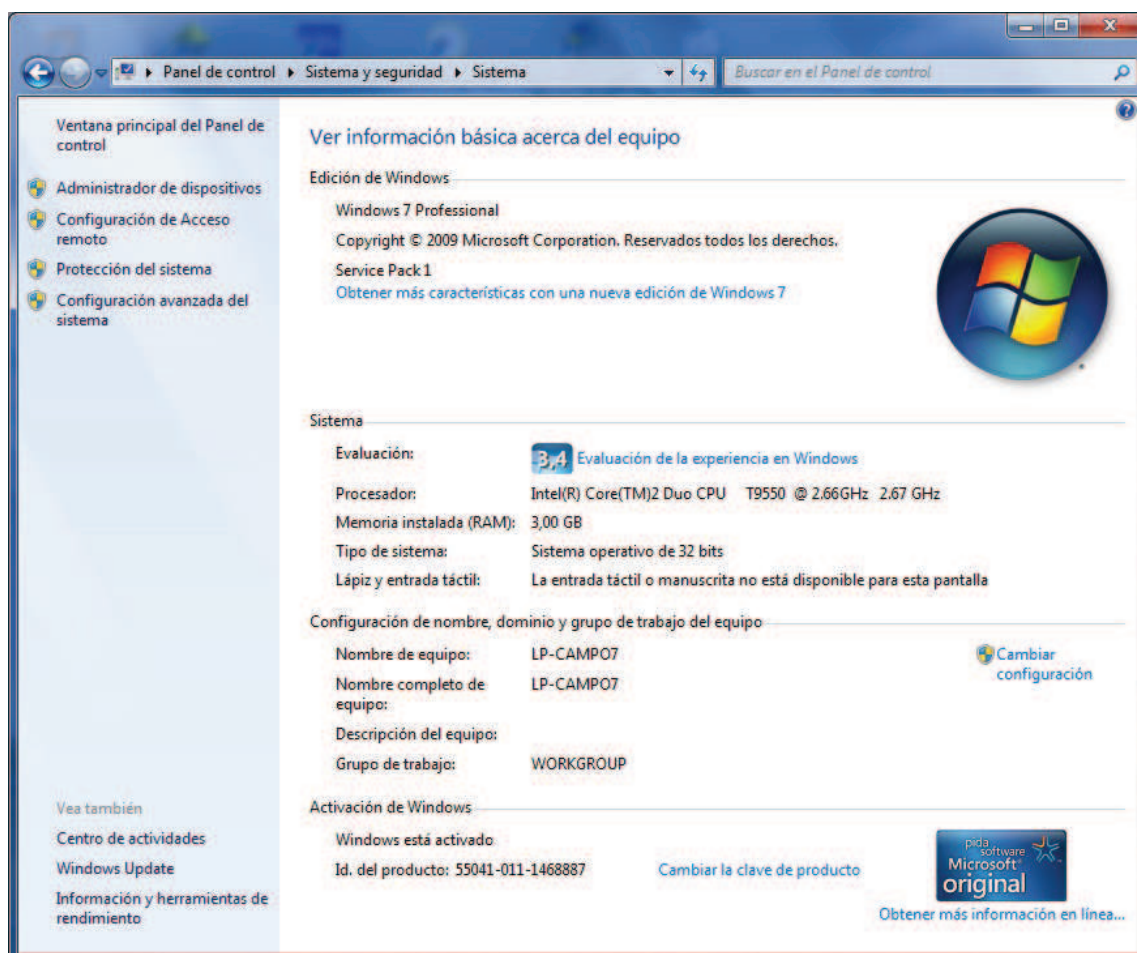 Panel de control ▸ Sistema y seguridad ▸ Sistema
Buscar en el Panel de control
Ventana principal del Panel de
control
Administrador de dispositivos
Configuración de Acceso
remoto
Protección del sistema
Configuración avanzada del
sistema
Vea también
Centro de actividades
Windows Update
Información y herramientas de
rendimiento
Ver información básica acerca del equipo
Edición de Windows
Windows 7 Professional
Copyright © 2009 Microsoft Corporation. Reservados todos los derechos.
Service Pack 1
Obtener más características con una nueva edición de Windows 7
Sistema
Evaluación: 3,4 Evaluación de la experiencia en Windows
Procesador: Intel(R) Core(TM)2 Duo CPU T9550 @ 2.66GHz 2.67 GHz
Memoria instalada (RAM): 3,00 GB
Tipo de sistema: Sistema operativo de 32 bits
Lápiz y entrada táctil: La entrada táctil o manuscrita no está disponible para esta pantalla
Configuración de nombre, dominio y grupo de trabajo del equipo
Nombre de equipo: LP-CAMPO7
Cambiar
configuración
Nombre completo de
equipo:
LP-CAMPO7
Descripción del equipo:
Grupo de trabajo: WORKGROUP
Activación de Windows
Windows está activado
Id. del producto: 55041-011-1468887 Cambiar la clave de producto
pida
software
Microsoft®
original
Obtener más información en línea...